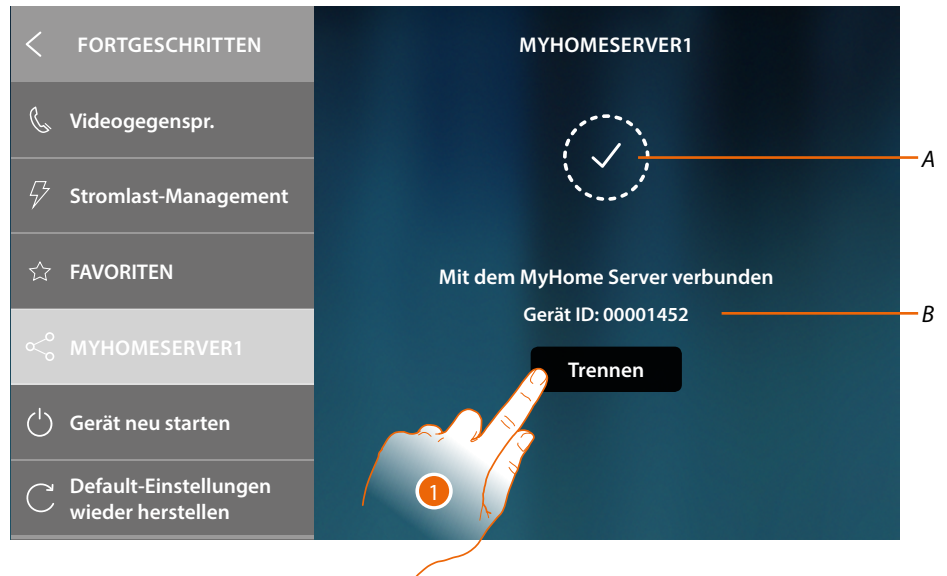 FORTGESCHRITTEN
Videogegenspr.
Stromlast-Management
FAVORITEN
MYHOMESERVER1
Gerät neu starten
Default-Einstellungen
wieder herstellen
MYHOMESERVER1
A
Mit dem MyHome Server verbunden
Gerät ID: 00001452
B
Trennen
1